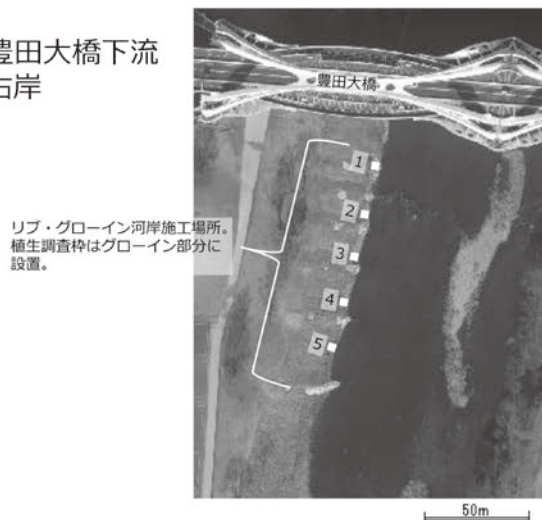 豊田大橋下流
右岸
豊田大橋
1
2
3
4
5
リブ・グローイン河岸施工場所。
植生調査枠はグローイン部分に
設置。
50m